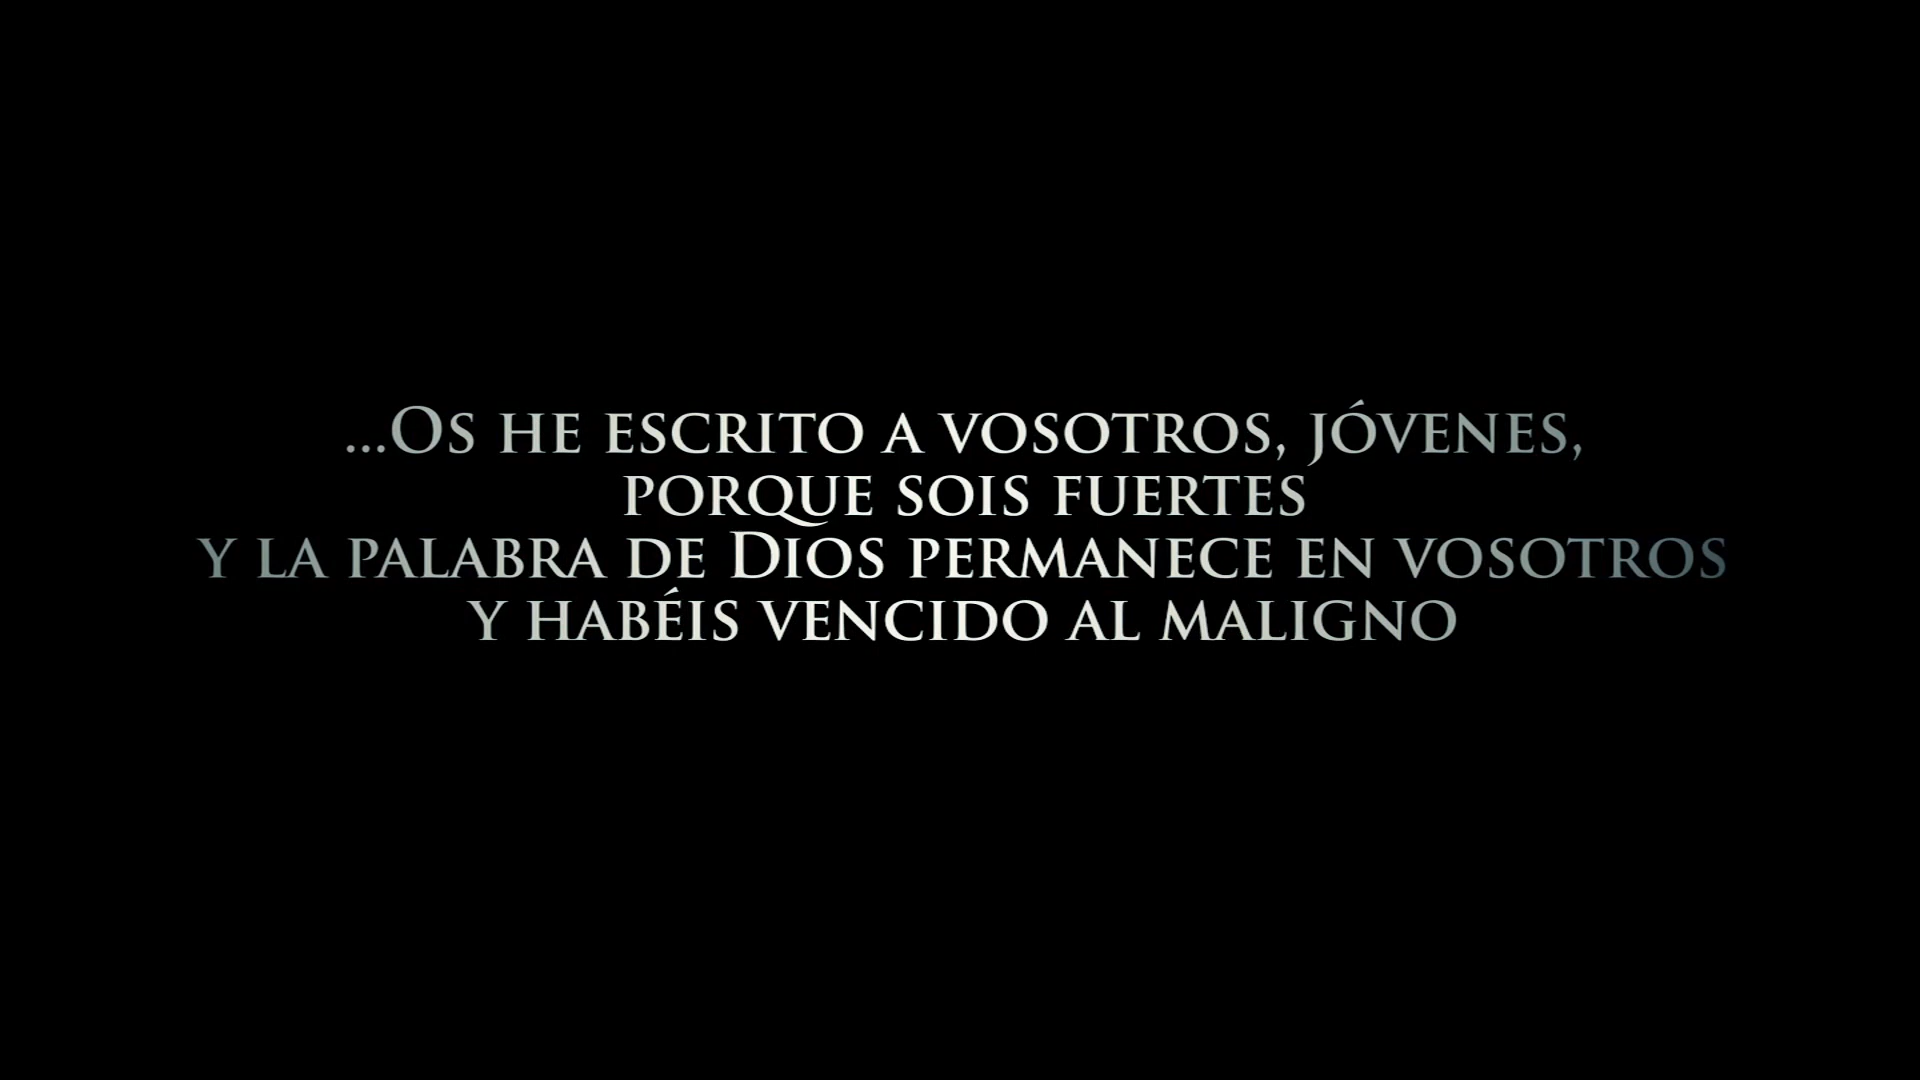 ...Os he escrito a vosotros, jóvenes,
porque sois fuertes
y la palabra de Dios permanece en vosotros
y habéis vencido al maligno